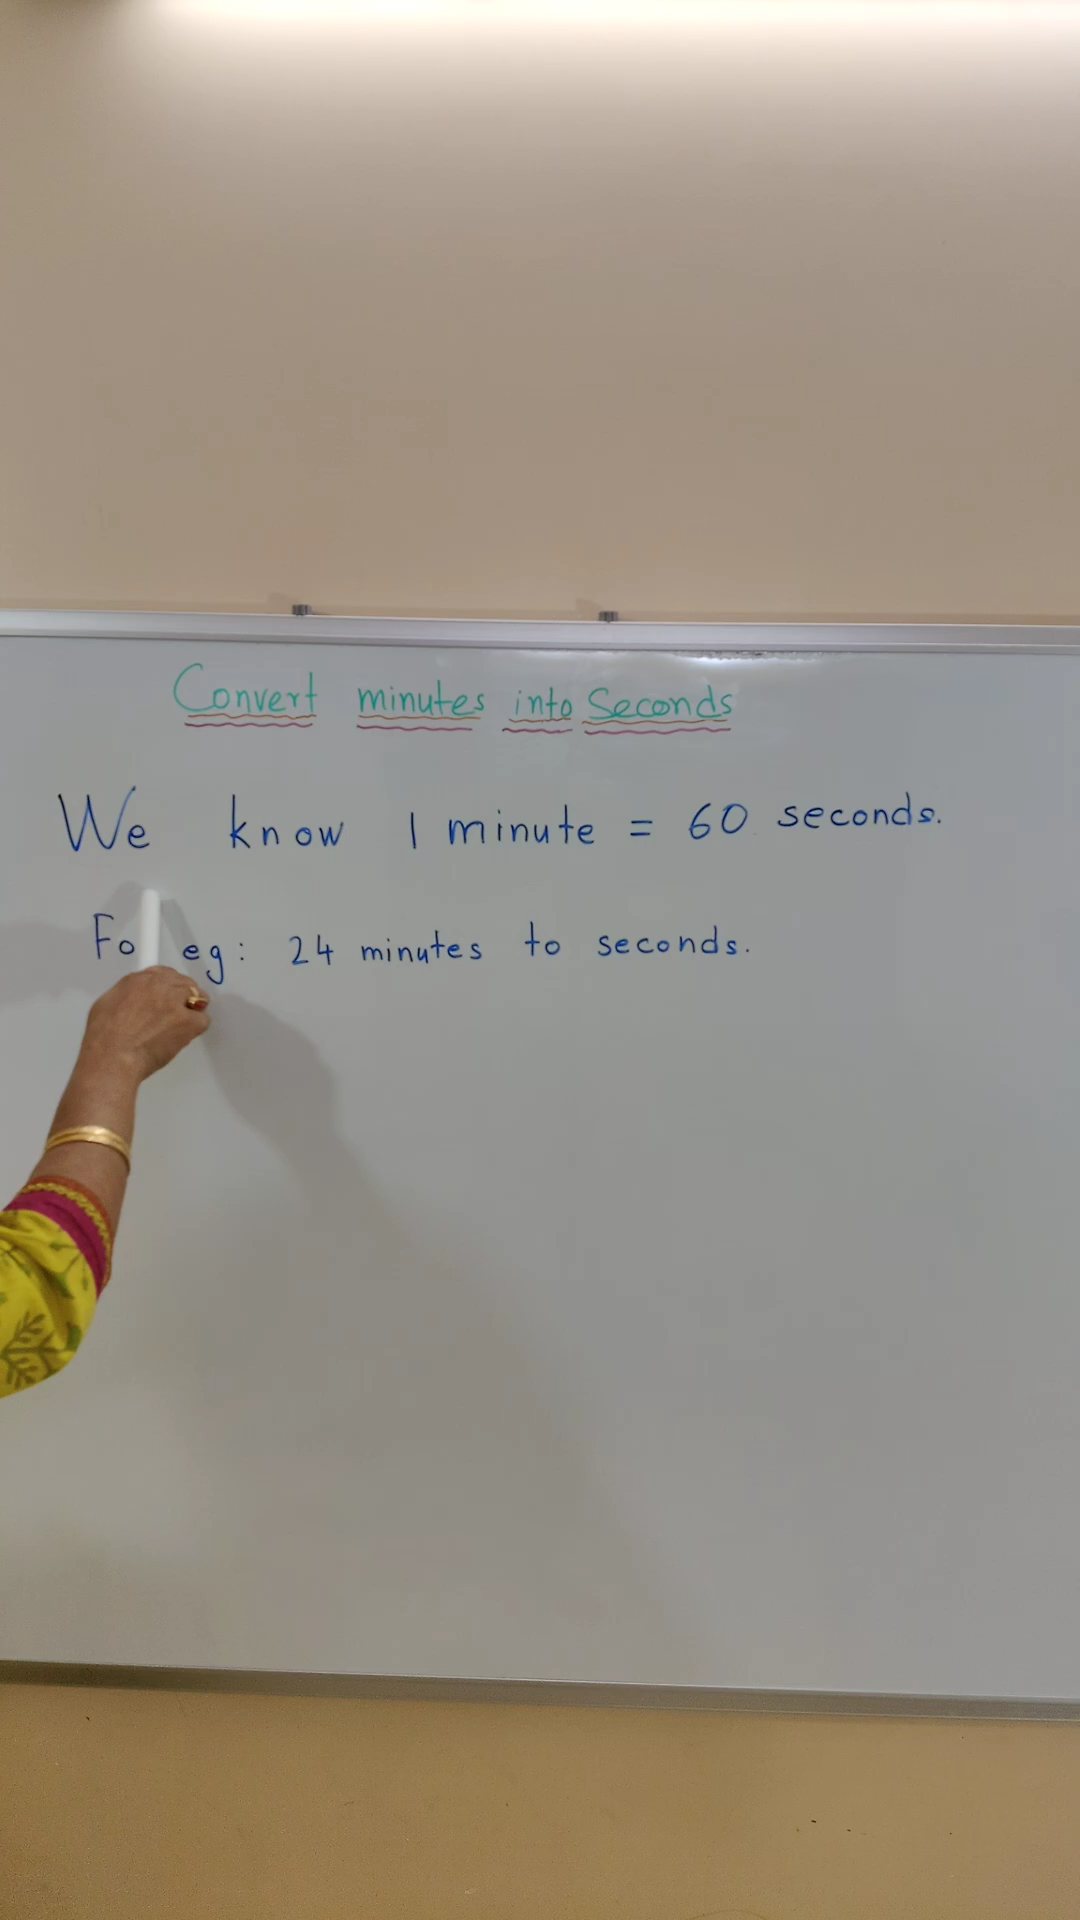 Convert minutes into Seconds
We know 1 minute = 60 seconds.
Fo eg: 24 minutes to seconds.